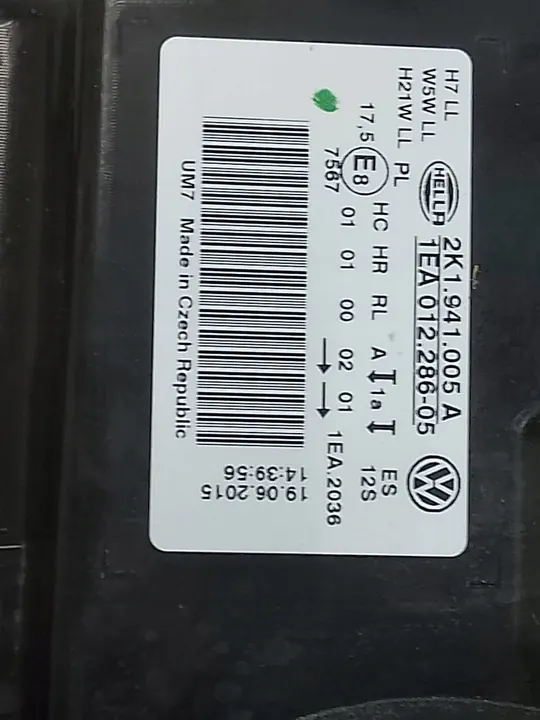 H7 LL
W5W LL
H21W LL PL
HELLA
2K1.941.005 A
1EA 012.286-05
17,5 E8 HC HR RL A 1a ES
7567 01 01 00 02 01 12S
1EA.2036
19.06.2015
14:39:56
UM7 Made in Czech Republic
VW